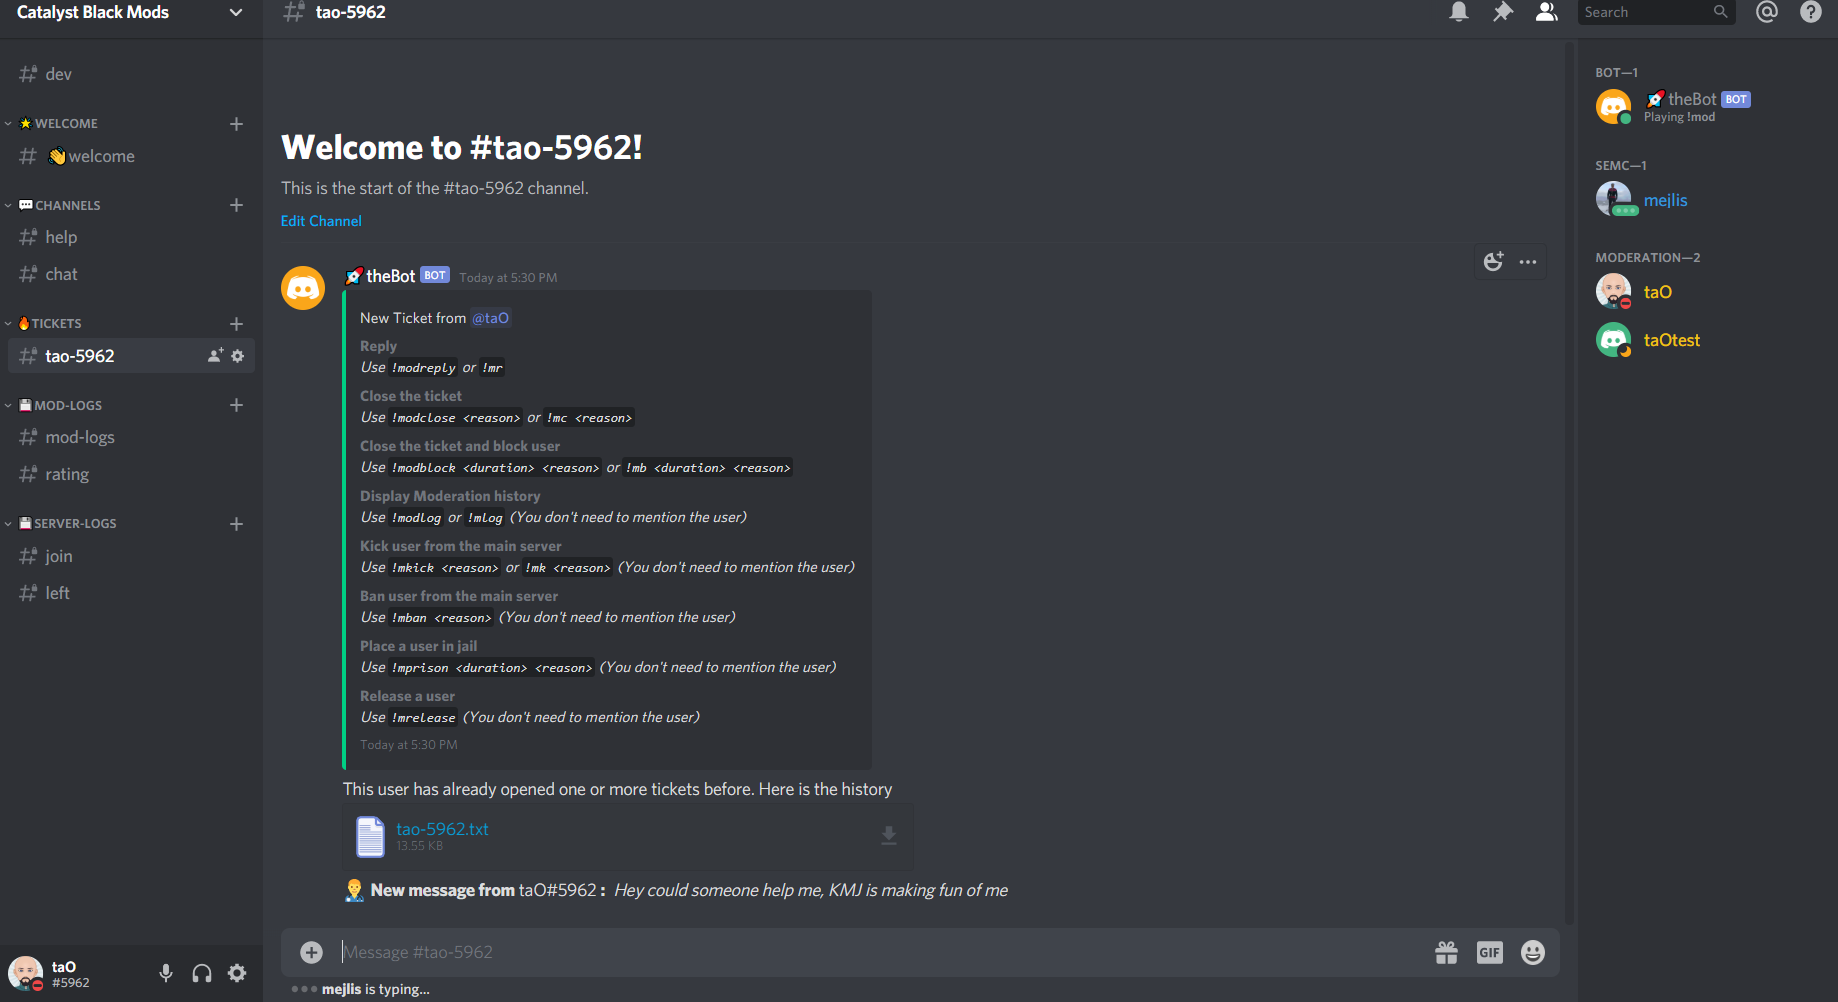 Catalyst Black Mods
dev
WELCOME
welcome
CHANNELS
help
chat
TICKETS
tao-5962
MOD-LOGS
mod-logs
rating
SERVER-LOGS
join
left
taO
#5962
tao-5962
Search
Welcome to #tao-5962!
This is the start of the #tao-5962 channel.
Edit Channel
theBot BOT Today at 5:30 PM
New Ticket from @taO
Reply
Use !modreply or !mr
Close the ticket
Use !modclose <reason> or !mc <reason>
Close the ticket and block user
Use !modblock <duration> <reason> or !mb <duration> <reason>
Display Moderation history
Use !modlog or !mlog (You don't need to mention the user)
Kick user from the main server
Use !mkick <reason> or !mk <reason> (You don't need to mention the user)
Ban user from the main server
Use !mban <reason> (You don't need to mention the user)
Place a user in jail
Use !mprison <duration> <reason> (You don't need to mention the user)
Release a user
Use !mrelease (You don't need to mention the user)
Today at 5:30 PM
This user has already opened one or more tickets before. Here is the history
tao-5962.txt
13.55 KB
New message from taO#5962 : Hey could someone help me, KMJ is making fun of me
Message #tao-5962
GIF
mejlis is typing...
BOT—1
theBot BOT
Playing !mod
SEMC—1
mejlis
MODERATION—2
taO
taOtest